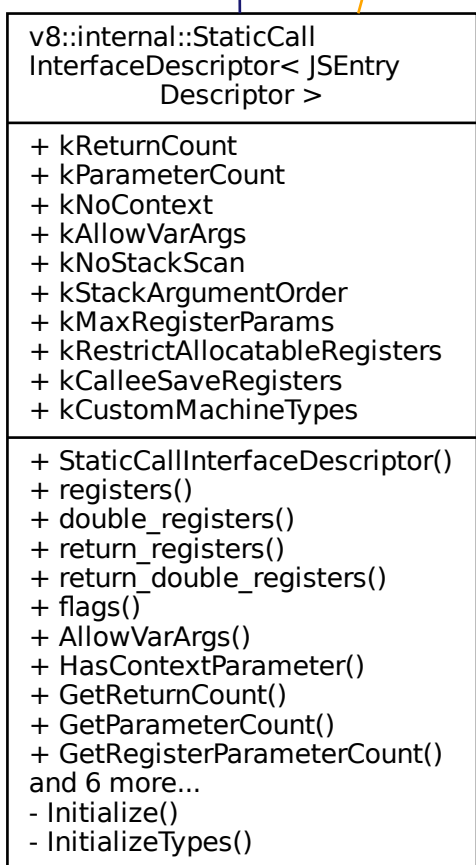 v8::internal::StaticCall
InterfaceDescriptor< JSEntry
Descriptor >
+ kReturnCount
+ kParameterCount
+ kNoContext
+ kAllowVarArgs
+ kNoStackScan
+ kStackArgumentOrder
+ kMaxRegisterParams
+ kRestrictAllocatableRegisters
+ kCalleeSaveRegisters
+ kCustomMachineTypes
+ StaticCallInterfaceDescriptor()
+ registers()
+ double_registers()
+ return_registers()
+ return_double_registers()
+ flags()
+ AllowVarArgs()
+ HasContextParameter()
+ GetReturnCount()
+ GetParameterCount()
+ GetRegisterParameterCount()
and 6 more...
- Initialize()
- InitializeTypes()